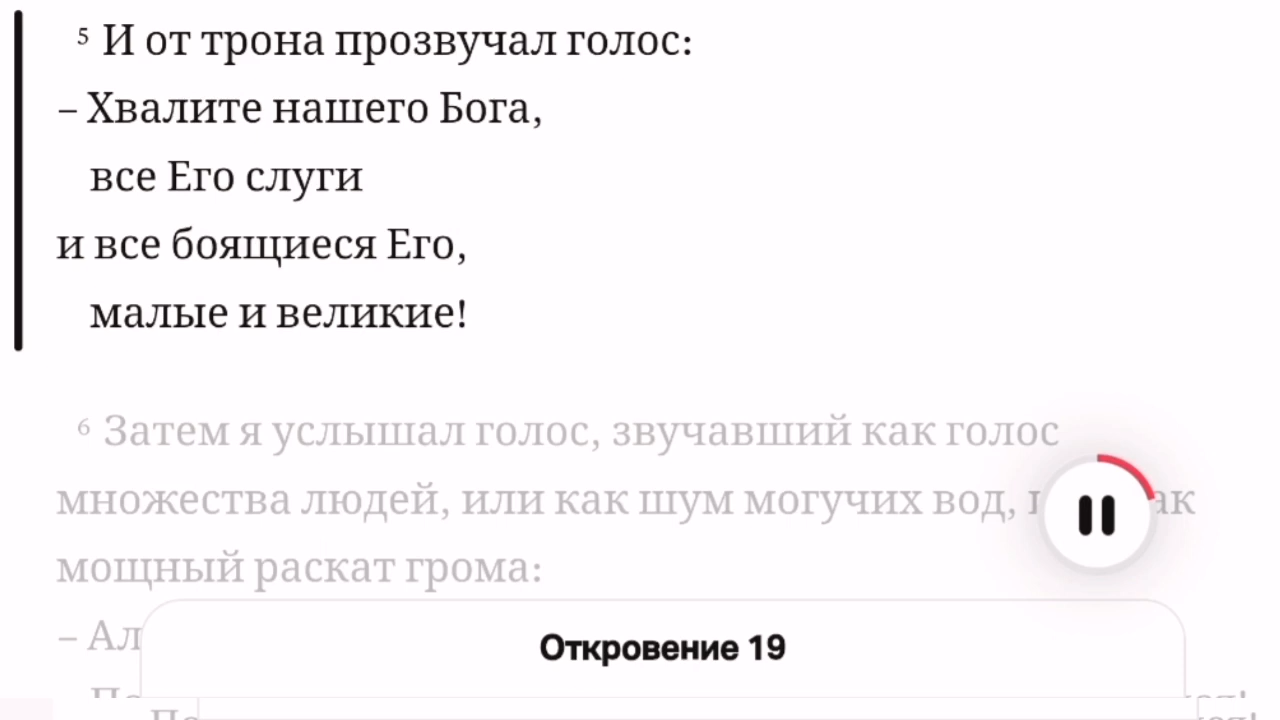 5 И от трона прозвучал голос:
– Хвалите нашего Бога,
все Его слуги
и все боящиеся Его,
малые и великие!
6 Затем я услышал голос, звучавший как голос
множества людей, или как шум могучих вод,
мощный раскат грома:
Откровение 19